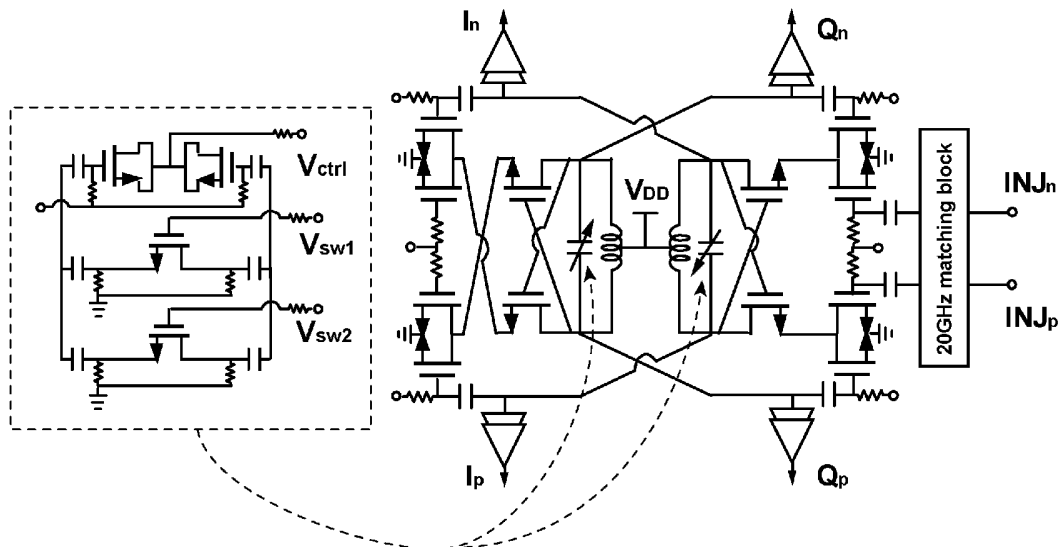 In
Qn
Vctrl
Vsw1
Vsw2
VDD
INJn
INJp
20GHz matching block
Ip
Qp